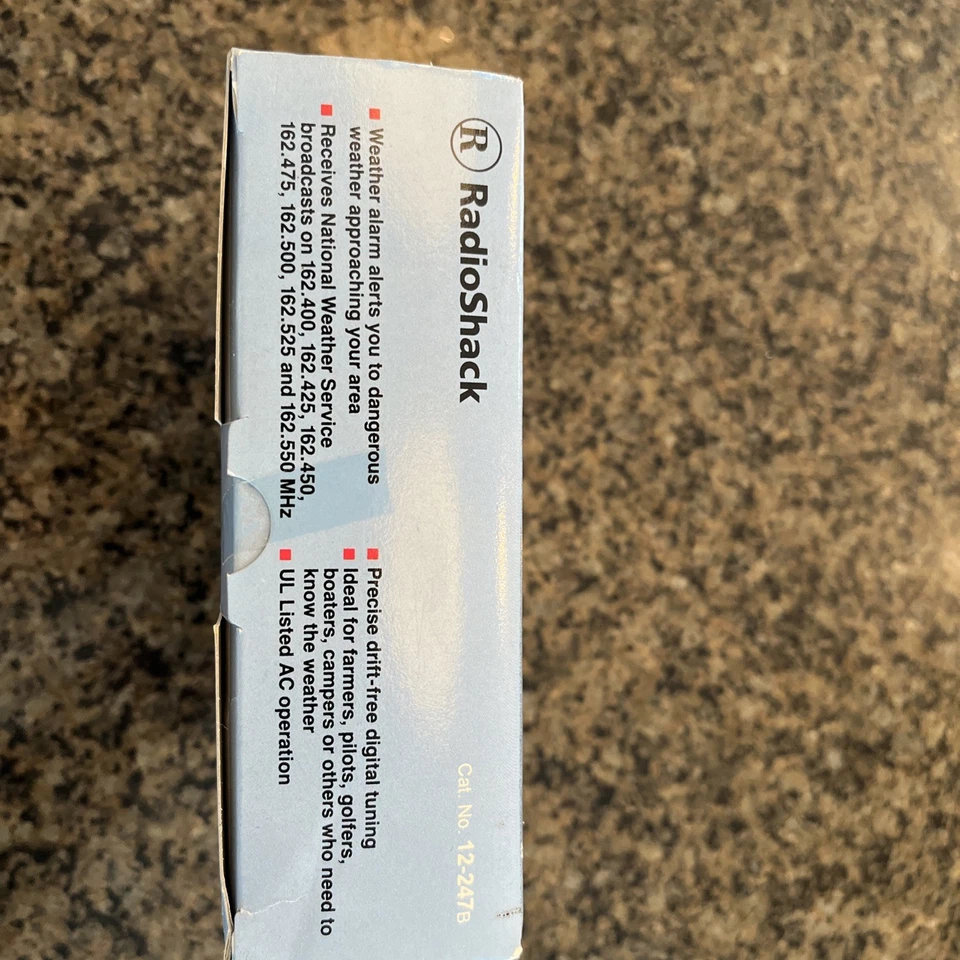 Ⓡ RadioShack
Cat. No. 12-247B
Weather alarm alerts you to dangerous
weather approaching your area
Receives National Weather Service
broadcasts on 162.400, 162.425, 162.450,
162.475, 162.500, 162.525 and 162.550 MHz
Precise drift-free digital tuning
Ideal for farmers, pilots, golfers,
boaters, campers or others who need to
know the weather
UL Listed AC operation